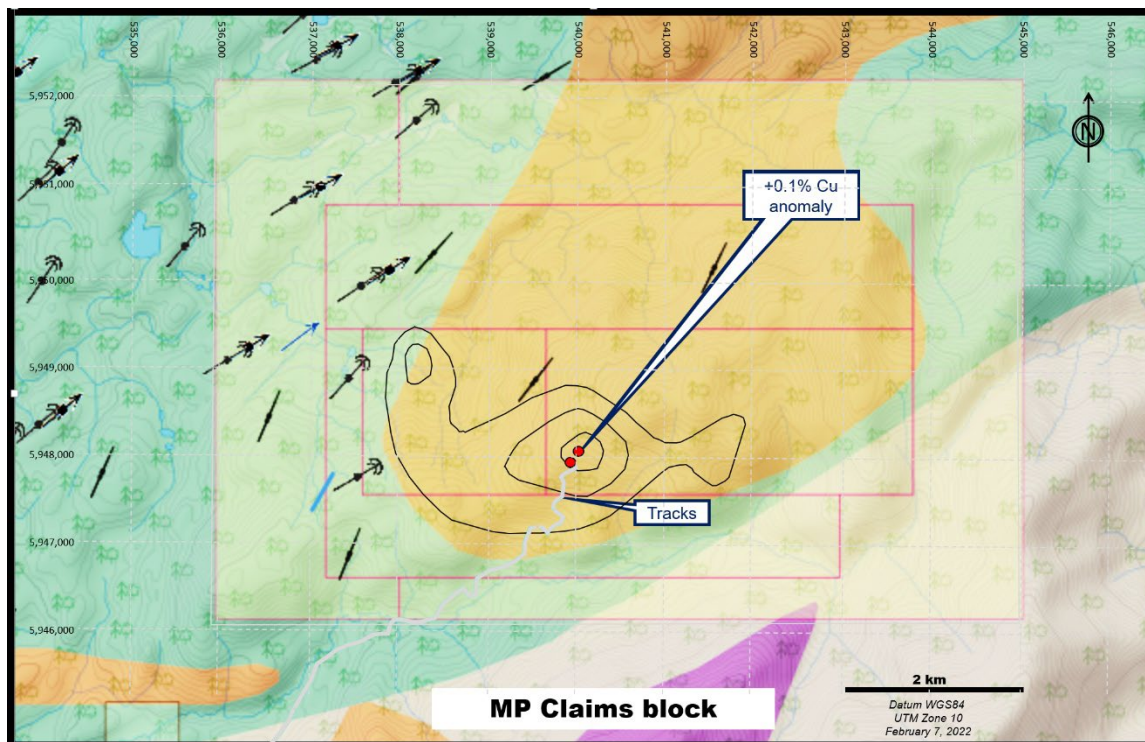 535,000
536,000
537,000
538,000
539,000
540,000
541,000
542,000
543,000
544,000
545,000
546,000
5,952,000
5,951,000
5,950,000
5,949,000
5,948,000
5,947,000
5,946,000
N
+0.1% Cu
anomaly
Tracks
MP Claims block
2 km
Datum WGS84
UTM Zone 10
February 7, 2022